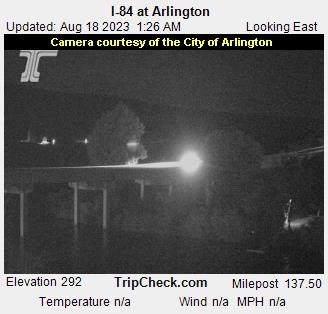 I-84 at Arlington
Updated: Aug 18 2023 1:26 AM Looking East
Camera courtesy of the City of Arlington
Elevation 292 TripCheck.com Milepost 137.50
Temperature n/a Wind n/a MPH n/a